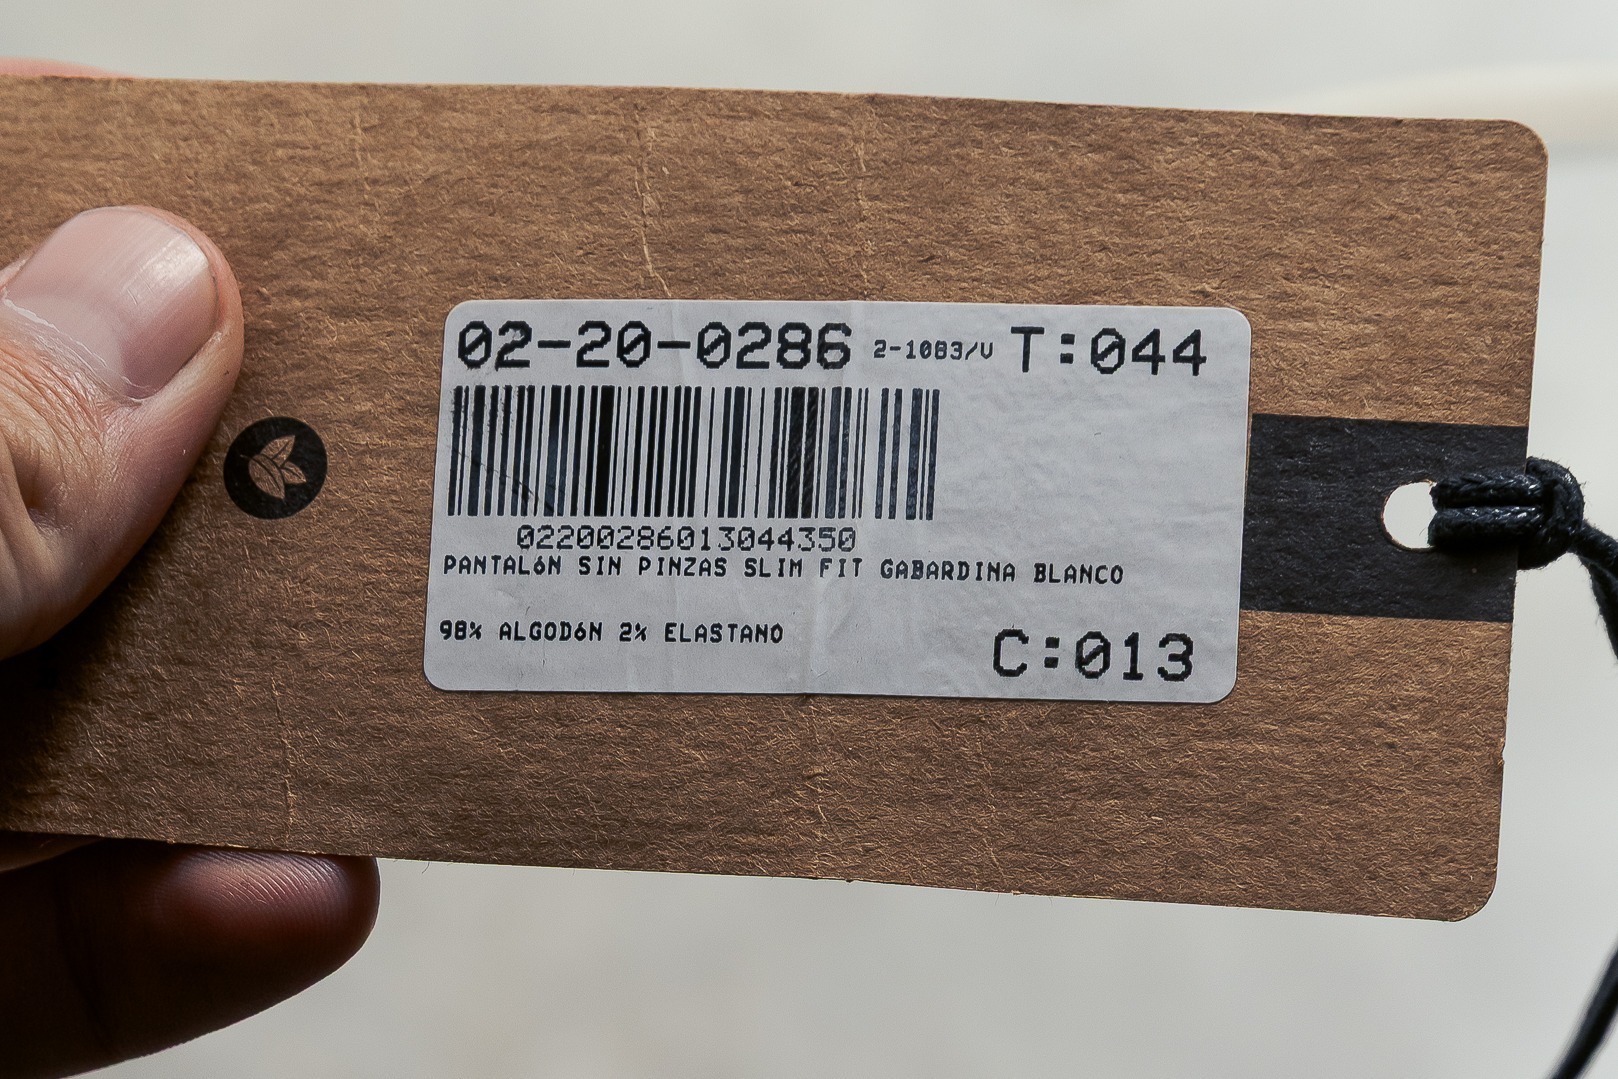 02-20-0286 2-1083/V T:044
02200286013044350
PANTALóN SIN PINZAS SLIM FIT GABARDINA BLANCO
98% ALGODóN 2% ELASTANO
C:013